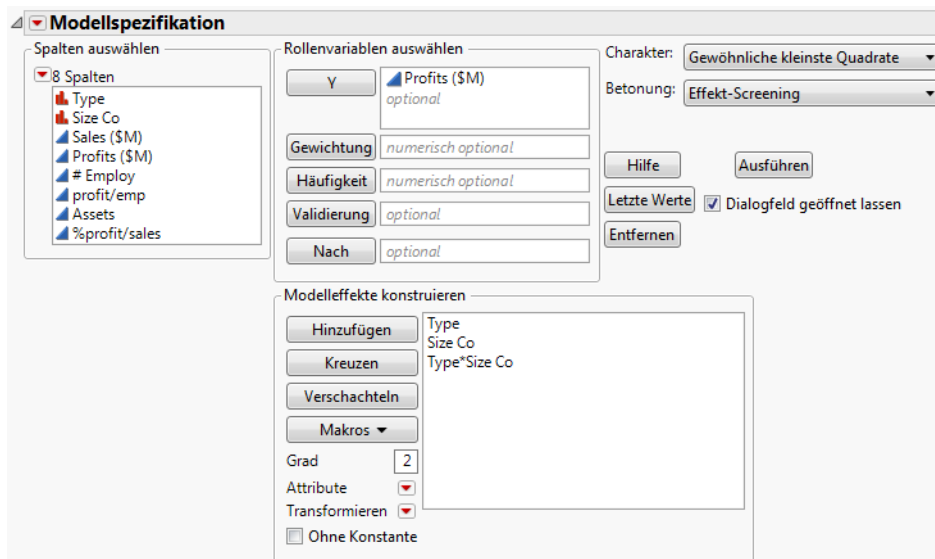 Modellspezifikation
Spalten auswählen
8 Spalten
Type
Size Co
Sales ($M)
Profits ($M)
# Employ
profit/emp
Assets
%profit/sales
Rollenvariablen auswählen
Y
Profits ($M)
optional
Gewichtung
numerisch optional
Häufigkeit
numerisch optional
Validierung
optional
Nach
optional
Charakter:
Gewöhnliche kleinste Quadrate
Betonung:
Effekt-Screening
Hilfe
Ausführen
Letzte Werte
Dialogfeld geöffnet lassen
Entfernen
Modelleffekte konstruieren
Hinzufügen
Kreuzen
Verschachteln
Makros
Grad
2
Attribute
Transformieren
Ohne Konstante
Type
Size Co
Type*Size Co